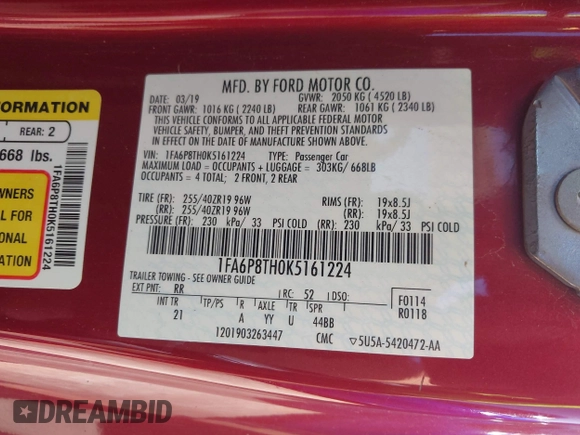 FORMATION
REAR: 2
668 lbs.
WNERS
L FOR
ONAL
ION
1FA6P8TH0K5161224
MFD. BY FORD MOTOR CO.
DATE: 03/19
GVWR: 2050 KG ( 4520 LB)
FRONT GAWR: 1016 KG ( 2240 LB)
REAR GAWR: 1061 KG ( 2340 LB)
THIS VEHICLE CONFORMS TO ALL APPLICABLE FEDERAL MOTOR
VEHICLE SAFETY, BUMPER, AND THEFT PREVENTION STANDARDS
IN EFFECT ON THE DATE OF MANUFACTURE SHOWN ABOVE.
VIN: 1FA6P8TH0K5161224 TYPE: Passenger Car
MAXIMUM LOAD = OCCUPANTS + LUGGAGE = 303KG/ 668LB
OCCUPANTS = 4 TOTAL; 2 FRONT, 2 REAR
TIRE (FR): 255/40ZR19 96W RIMS (FR): 19x8.5J
(RR): 255/40ZR19 96W (RR): 19x8.5J
PRESSURE (FR): 230 kPa/ 33 PSI COLD (RR): 230 kPa/ 33 PSI COLD
1FA6P8TH0K5161224
TRAILER TOWING - SEE OWNER GUIDE
EXT PNT: RR RC: 52 DSO: F0114
INT TR TP/PS R AXLE TR SPR R0118
21 A YY U 44BB
1201903263447 CMC ▽5U5A-5420472-AA
DREAMBID